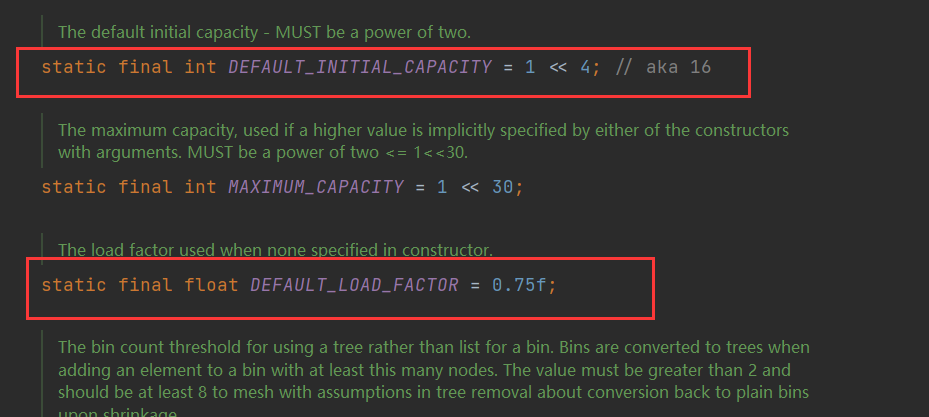 The default initial capacity - MUST be a power of two.
static final int DEFAULT_INITIAL_CAPACITY = 1 << 4; // aka 16
The maximum capacity, used if a higher value is implicitly specified by either of the constructors
with arguments. MUST be a power of two <= 1<<30.
static final int MAXIMUM_CAPACITY = 1 << 30;
The load factor used when none specified in constructor.
static final float DEFAULT_LOAD_FACTOR = 0.75f;
The bin count threshold for using a tree rather than list for a bin. Bins are converted to trees when
adding an element to a bin with at least this many nodes. The value must be greater than 2 and
should be at least 8 to mesh with assumptions in tree removal about conversion back to plain bins
upon shrinkage.